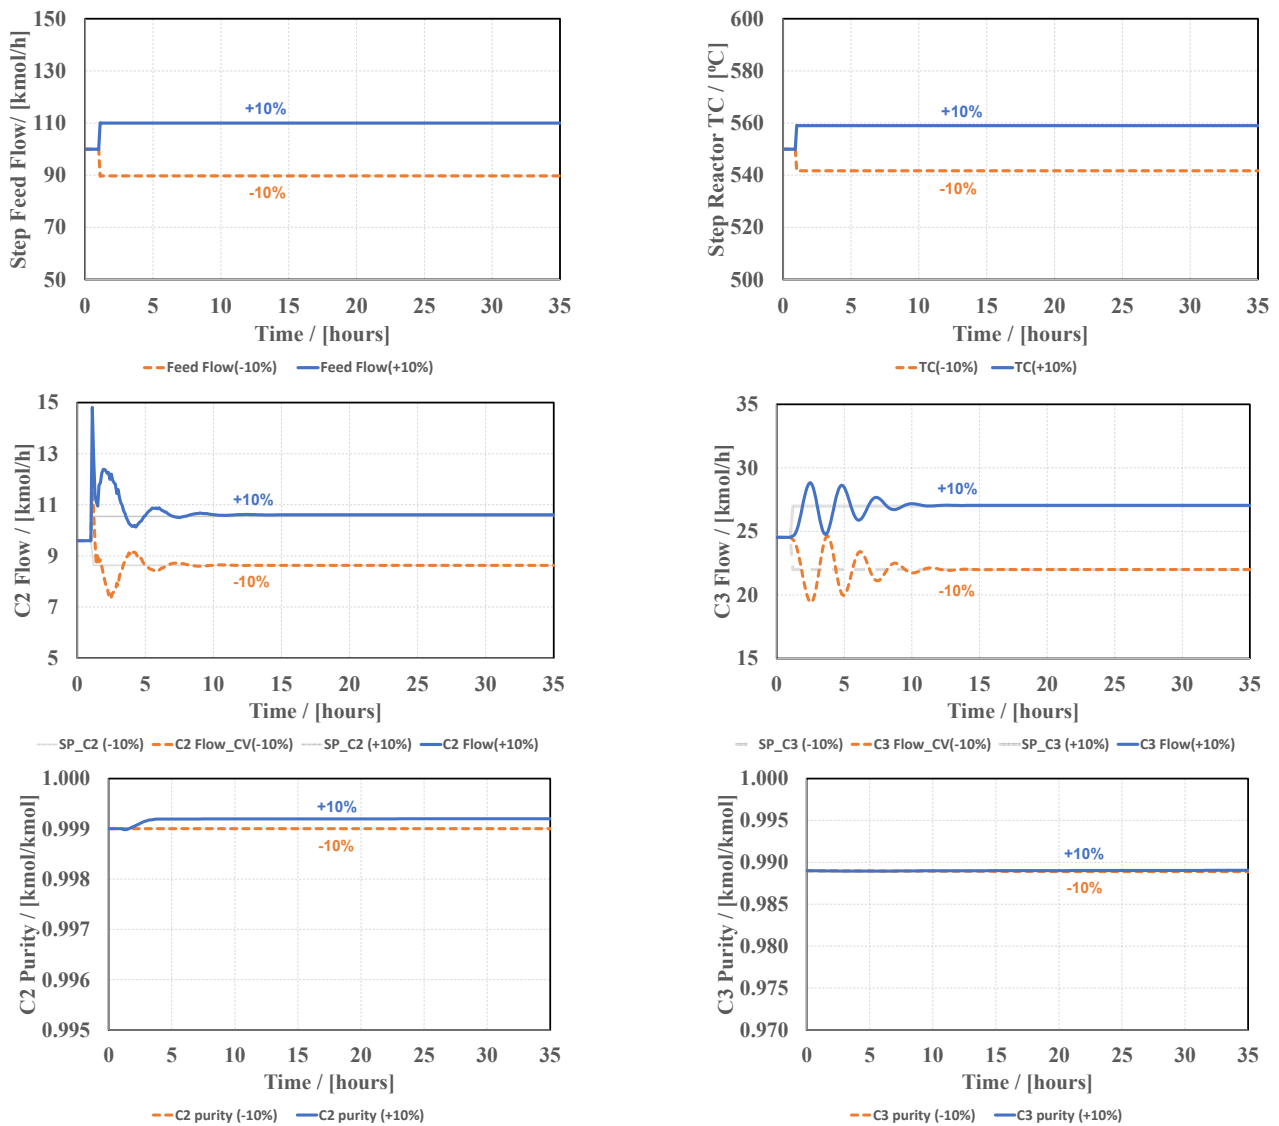 Step Feed Flow/ [kmol/h]
150
130
110
90
70
50
+10%
-10%
0 5 10 15 20 25 30 35
Time / [hours]
Feed Flow(-10%) Feed Flow(+10%)
Step Reactor TC / [ºC]
600
580
560
540
520
500
+10%
-10%
0 5 10 15 20 25 30 35
Time / [hours]
TC(-10%) TC(+10%)
C2 Flow / [kmol/h]
15
13
11
9
7
5
+10%
-10%
0 5 10 15 20 25 30 35
Time / [hours]
SP_C2 (-10%) C2 Flow_CV(-10%) SP_C2 (+10%) C2 Flow(+10%)
C3 Flow / [kmol/h]
35
30
25
20
15
+10%
-10%
0 5 10 15 20 25 30 35
Time / [hours]
SP_C3 (-10%) C3 Flow_CV(-10%) SP_C3 (+10%) C3 Flow(+10%)
C2 Purity / [kmol/kmol]
1.000
0.999
0.998
0.997
0.996
0.995
+10%
-10%
0 5 10 15 20 25 30 35
Time / [hours]
C2 purity (-10%) C2 purity (+10%)
C3 Purity / [kmol/kmol]
1.000
0.995
0.990
0.985
0.980
0.975
0.970
+10%
-10%
0 5 10 15 20 25 30 35
Time / [hours]
C3 purity (-10%) C3 purity (+10%)